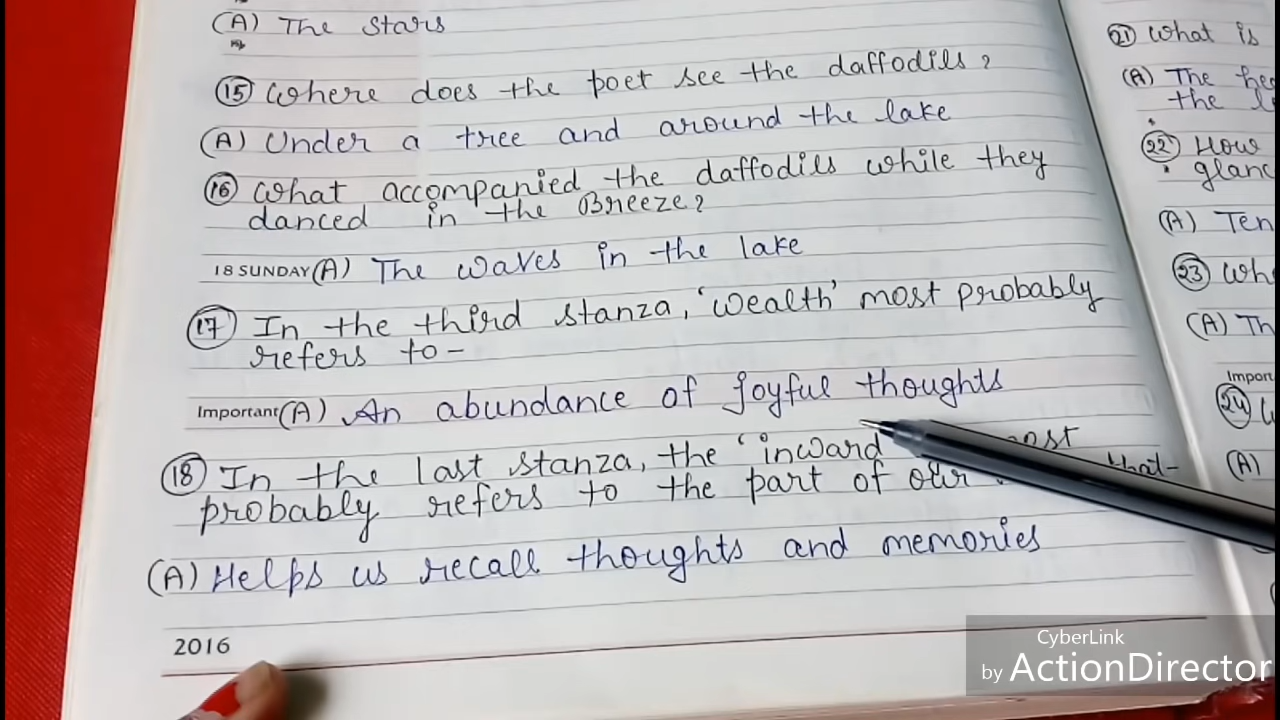 (A) The stars
(15) Where does the poet see the daffodils?
(A) Under a tree and around the lake
(16) What accompanied the daffodils while they
danced in the Breeze?
18 SUNDAY (A) The waves in the lake
(17) In the third stanza, 'wealth' most probably
refers to -
Important (A) An abundance of joyful thoughts
(18) In the last stanza, the 'inward most
probably refers to the part of our that-
(A) Helps us recall thoughts and memories
2016
(21) What is
(A) The
the
(22) How
(A) Ten
(23)
(A) Th
(24)
(A)
CyberLink
by ActionDirector